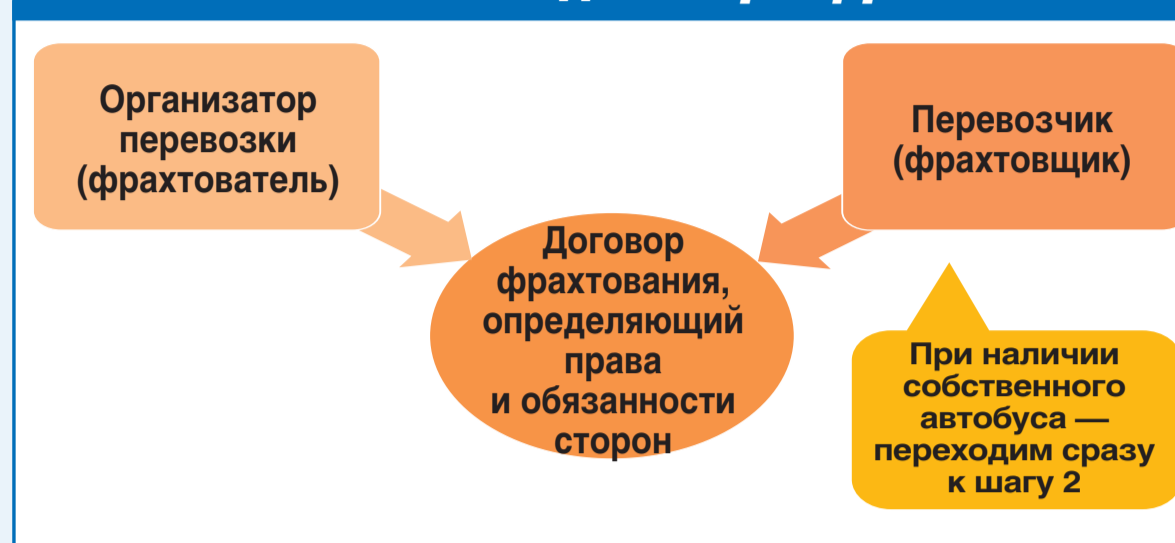 Организатор
перевозки
(фрахтователь)
Перевозчик
(фрахтовщик)
Договор
фрахтования,
определяющий
права
и обязанности
сторон
При наличии
собственного
автобуса —
переходим сразу
к шагу 2